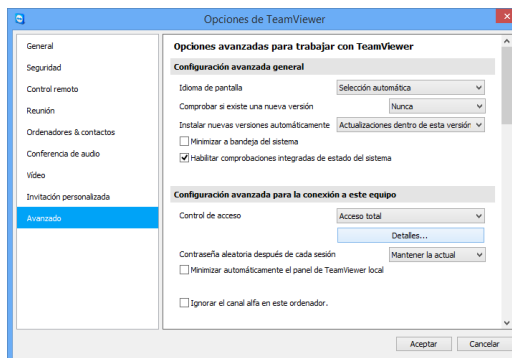 Opciones de TeamViewer
General
Seguridad
Control remoto
Reunión
Ordenadores & contactos
Conferencia de audio
Vídeo
Invitación personalizada
Avanzado
Opciones avanzadas para trabajar con TeamViewer
Configuración avanzada general
Idioma de pantalla Selección automática
Comprobar si existe una nueva versión Nunca
Instalar nuevas versiones automáticamente Actualizaciones dentro de esta versiór
Minimizar a bandeja del sistema
Habilitar comprobaciones integradas de estado del sistema
Configuración avanzada para la conexión a este equipo
Control de acceso Acceso total
Detalles...
Contraseña aleatoria después de cada sesión Mantener la actual
Minimizar automáticamente el panel de TeamViewer local
Ignorar el canal alfa en este ordenador.
Aceptar Cancelar